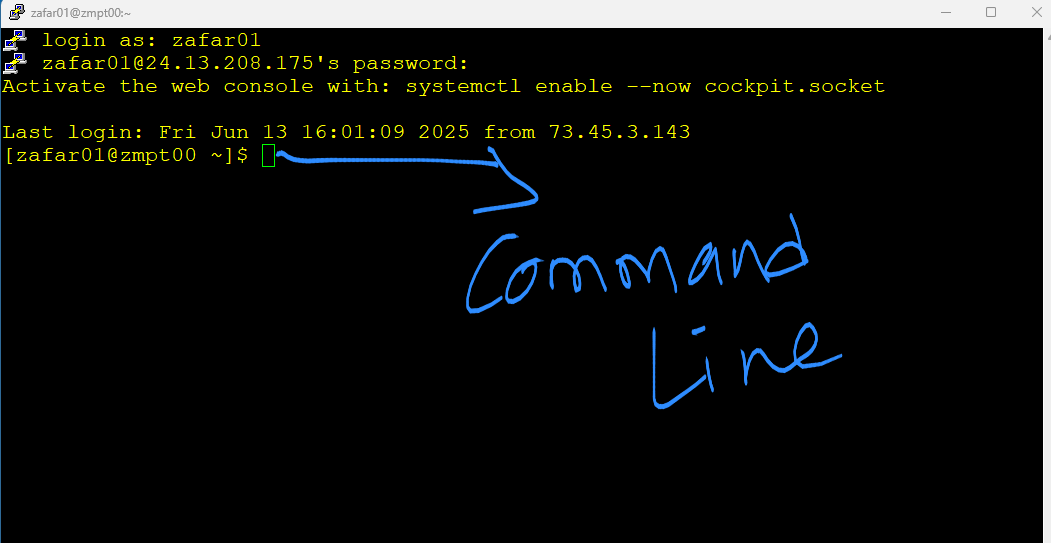 zafar01@zmpt00:~
login as: zafar01
zafar01@24.13.208.175's password:
Activate the web console with: systemctl enable --now cockpit.socket
Last login: Fri Jun 13 16:01:09 2025 from 73.45.3.143
[zafar01@zmpt00 ~]$
Command
Line